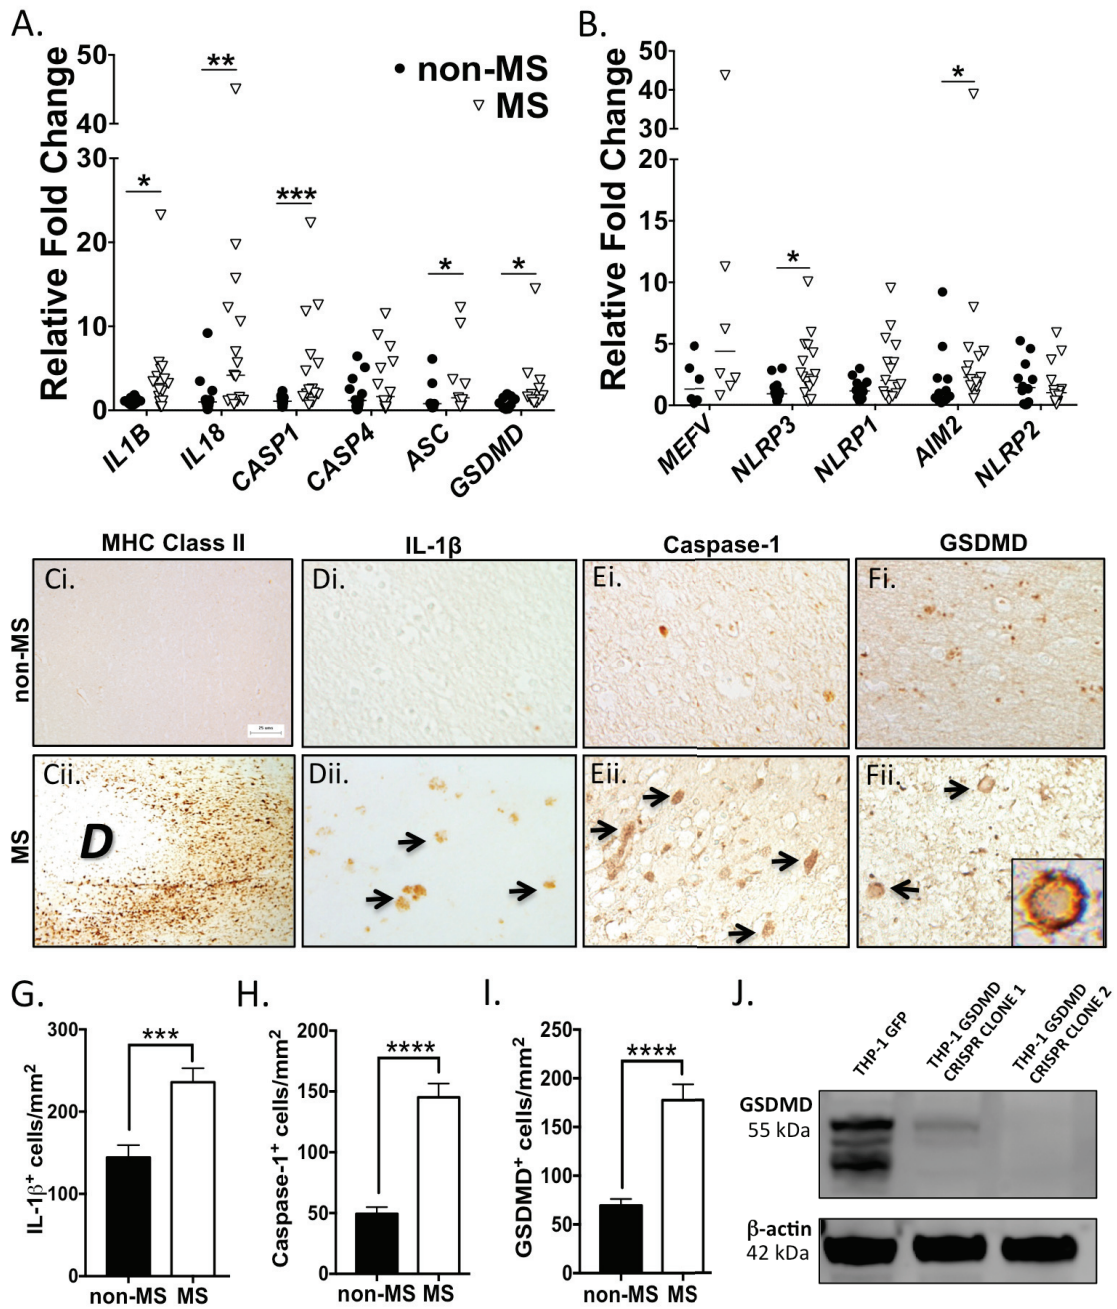 A.
B.
Relative Fold Change
50
40
30
20
10
0
**
*
***
*
*
non-MS
MS
IL1B
IL18
CASP1
CASP4
ASC
GSDMD
Relative Fold Change
50
40
30
20
15
10
5
0
*
*
MEFV
NLRP3
NLRP1
AIM2
NLRP2
MHC Class II
IL-1β
Caspase-1
GSDMD
non-MS
Ci.
Di.
Ei.
Fi.
MS
Cii.
Dii.
Eii.
Fii.
D
G.
IL-1β⁺ cells/mm²
300
200
100
0
***
non-MS MS
H.
Caspase-1⁺ cells/mm²
200
150
100
50
0
****
non-MS MS
I.
GSDMD⁺ cells/mm²
250
200
150
100
50
0
****
non-MS MS
J.
THP-1 GFP
THP-1 GSDMD
CRISPR CLONE 1
THP-1 GSDMD
CRISPR CLONE 2
GSDMD
55 kDa
β-actin
42 kDa